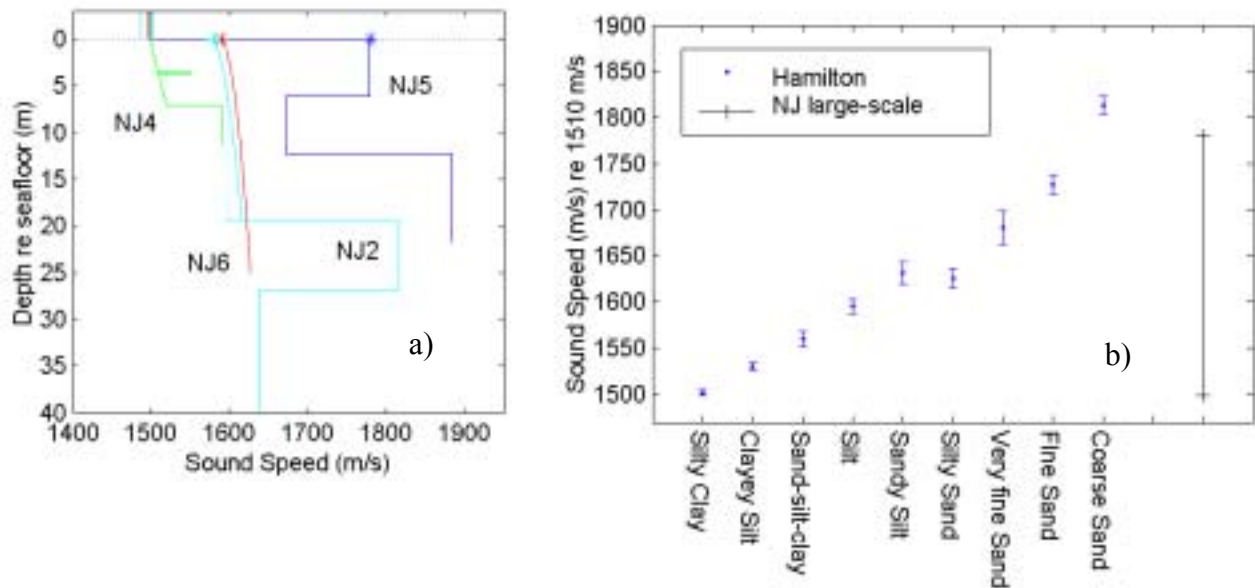 0
5
10
15
20
25
30
35
40
1400
1500
1600
1700
1800
1900
Depth re seafloor (m)
Sound Speed (m/s)
NJ5
NJ4
NJ2
NJ6
a)
1900
1850
1800
1750
1700
1650
1600
1550
1500
Sound Speed (m/s) re 1510 m/s
Hamilton
NJ large-scale
b)
Silty Clay
Clayey Silt
Sand-silt-clay
Silt
Sandy Silt
Silty Sand
Very fine Sand
FIne Sand
Coarse Sand